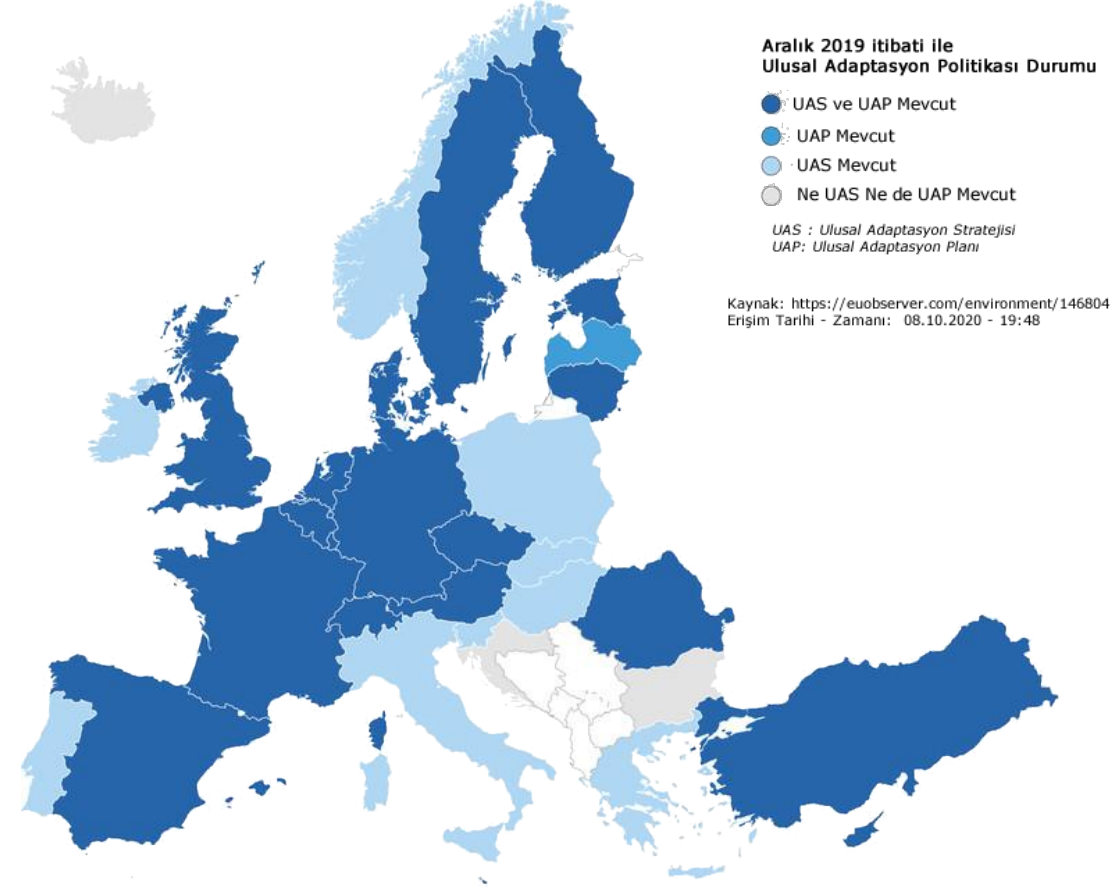 Aralık 2019 itibati ile
Ulusal Adaptasyon Politikası Durumu
UAS ve UAP Mevcut
UAP Mevcut
UAS Mevcut
Ne UAS Ne de UAP Mevcut
UAS : Ulusal Adaptasyon Stratejisi
UAP: Ulusal Adaptasyon Planı
Kaynak: https://euobserver.com/environment/146804
Erişim Tarihi - Zamanı: 08.10.2020 - 19:48